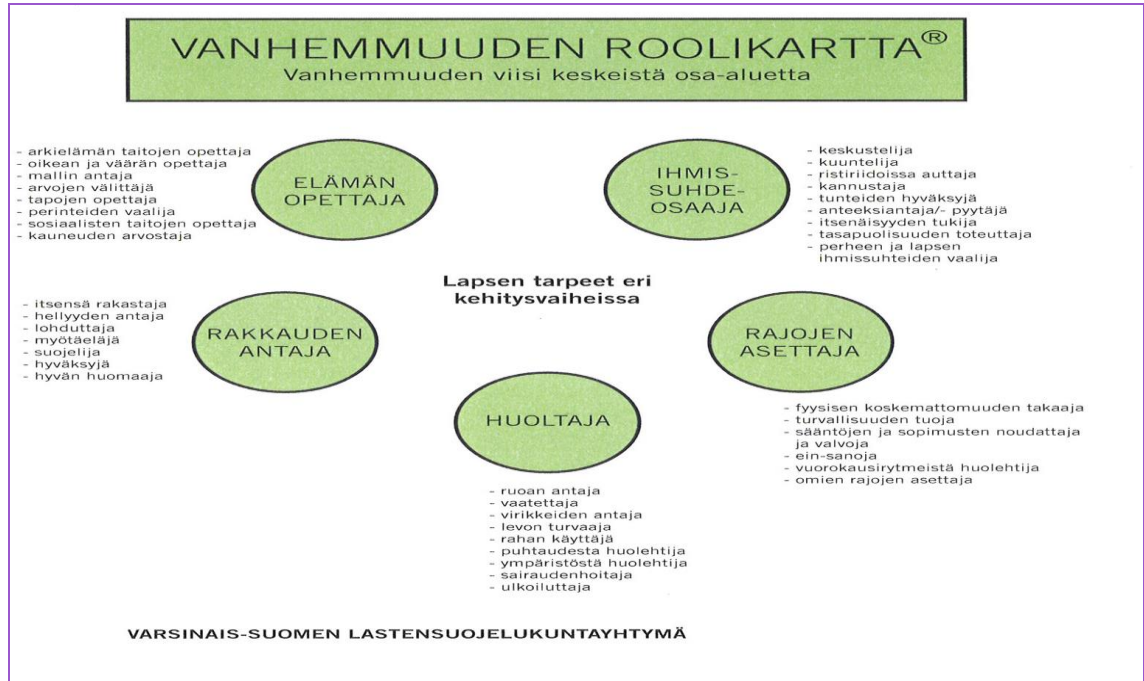 VANHEMMUUDEN ROOLIKARTTA®
Vanhemmuuden viisi keskeistä osa-aluetta
- arkielämän taitojen opettaja
- oikean ja väärän opettaja
- mallin antaja
- arvojen välittäjä
- tapojen opettaja
- perinteiden vaalija
- sosiaalisten taitojen opettaja
- kauneuden arvostaja
ELÄMÄN
OPETTAJA
IHMIS-
SUHDE-
OSAAJA
- keskustelija
- kuuntelija
- ristiriidoissa auttaja
- kannustaja
- tunteiden hyväksyjä
- anteeksiantaja/- pyytäjä
- itsenäisyyden tukija
- tasapuolisuuden toteuttaja
- perheen ja lapsen
ihmissuhteiden vaalija
Lapsen tarpeet eri
kehitysvaiheissa
- itsensä rakastaja
- hellyyden antaja
- lohduttaja
- myötäeläjä
- suojelija
- hyväksyjä
- hyvän huomaaja
RAKKAUDEN
ANTAJA
RAJOJEN
ASETTAJA
- fyysisen koskemattomuuden takaaja
- turvallisuuden tuoja
- sääntöjen ja sopimusten noudattaja
ja valvoja
- ein-sanoja
- vuorokausirytmeistä huolehtija
- omien rajojen asettaja
HUOLTAJA
- ruoan antaja
- vaatettaja
- virikkeiden antaja
- levon turvaaja
- rahan käyttäjä
- puhtaudesta huolehtija
- ympäristöstä huolehtija
- sairaudenhoitaja
- ulkoiluttaja
VARSINAIS-SUOMEN LASTENSUOJELUKUNTAYHTYMÄ